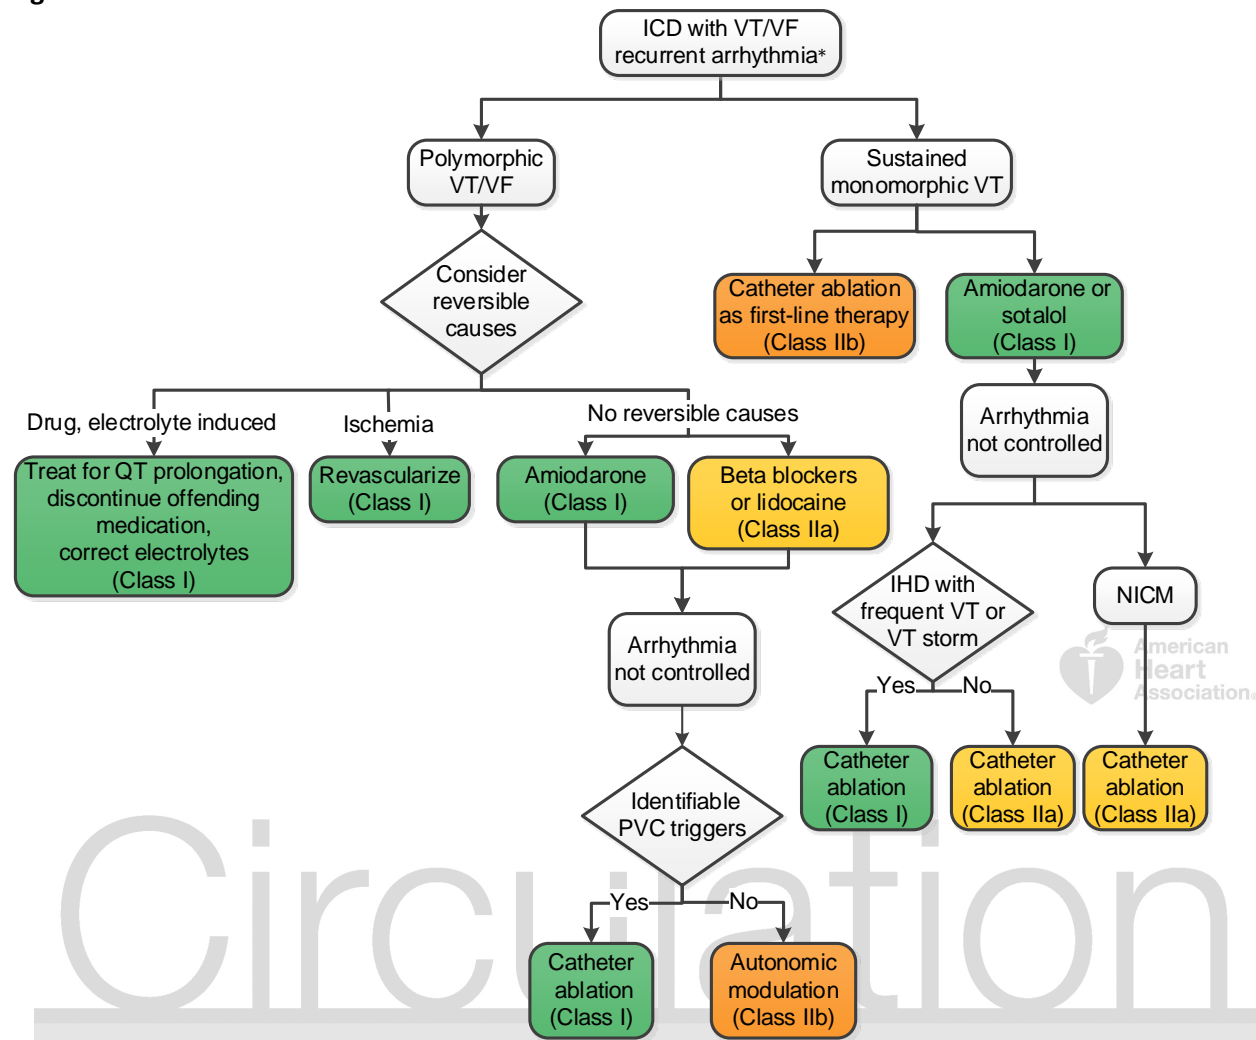 g
ICD with VT/VF
recurrent arrhythmia*
Polymorphic
VT/VF
Sustained
monomorphic VT
Consider
reversible
causes
Catheter ablation
as first-line therapy
(Class IIb)
Amiodarone or
sotalol
(Class I)
Drug, electrolyte induced
Ischemia
No reversible causes
Arrhythmia
not controlled
Treat for QT prolongation,
discontinue offending
medication,
correct electrolytes
(Class I)
Revascularize
(Class I)
Amiodarone
(Class I)
Beta blockers
or lidocaine
(Class IIa)
IHD with
frequent VT or
VT storm
NICM
Arrhythmia
not controlled
American
Heart
Association®
Yes
No
Catheter
ablation
(Class I)
Catheter
ablation
(Class IIa)
Catheter
ablation
(Class IIa)
Identifiable
PVC triggers
Circulation
Yes
No
Catheter
ablation
(Class I)
Autonomic
modulation
(Class IIb)